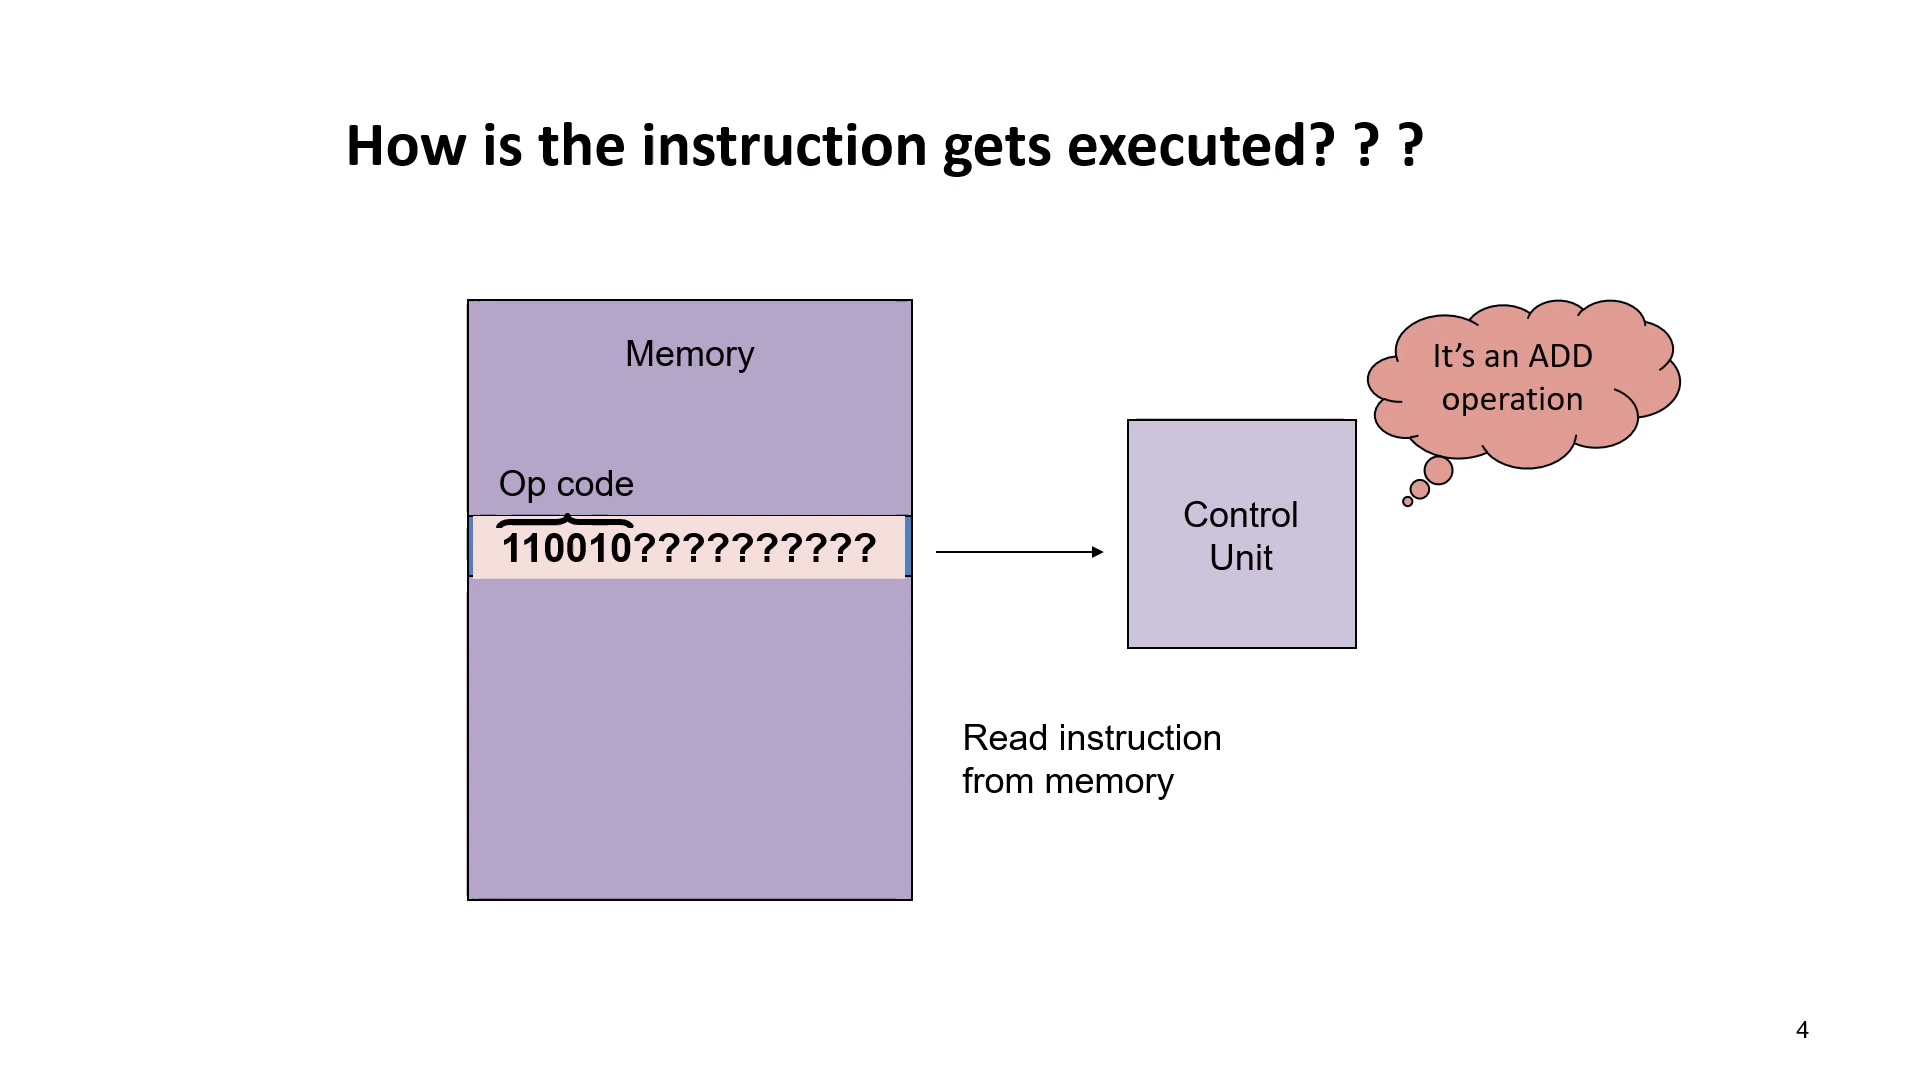 How is the instruction gets executed? ? ?
Memory
It’s an ADD
operation
Op code
110010??????????
Control
Unit
Read instruction
from memory
4